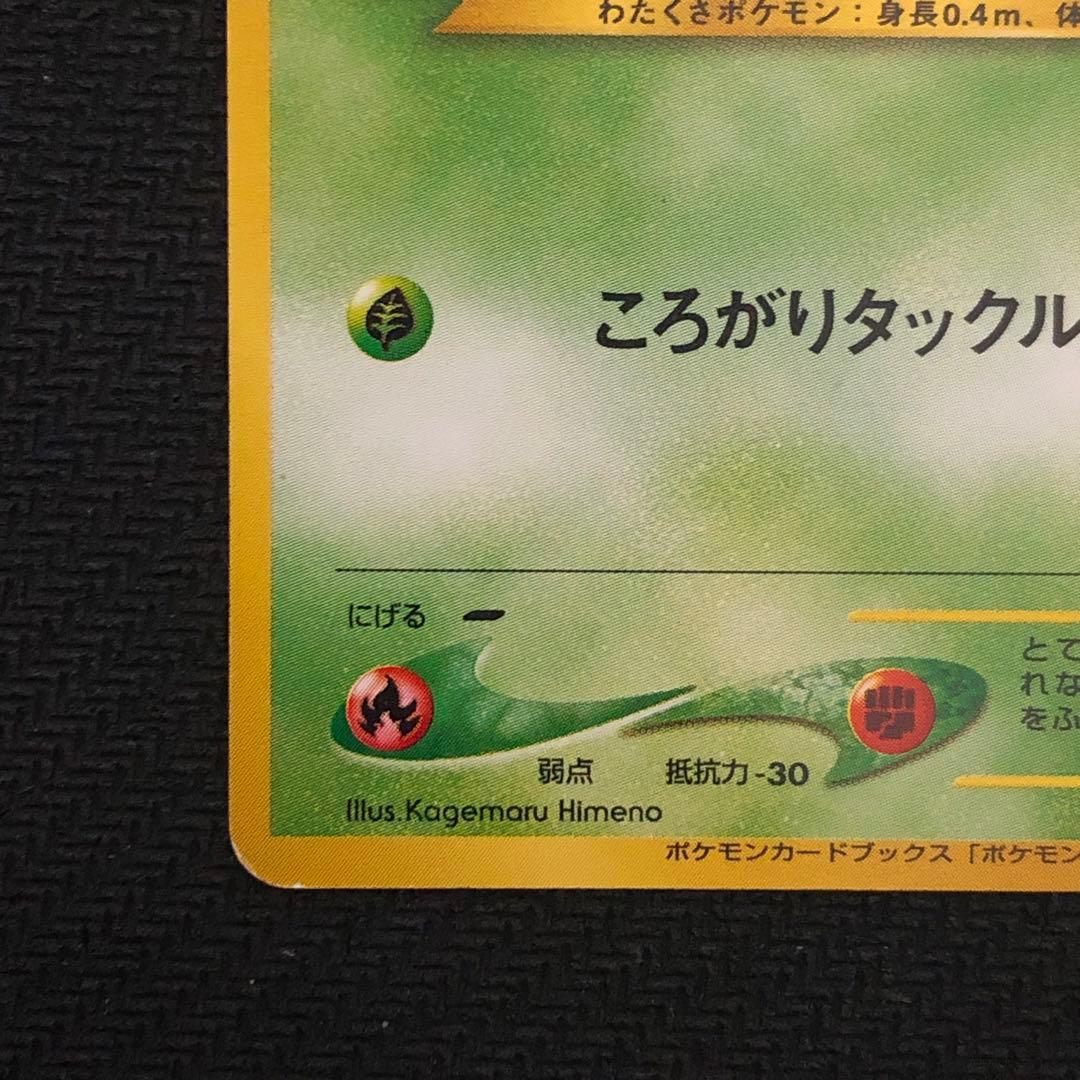 わたくさポケモン：身長0.4m、体
ころがりタックル
にげる
とて
れな
をふ
弱点 抵抗力-30
Illus.Kagemaru Himeno
ポケモンカードブックス「ポケモン